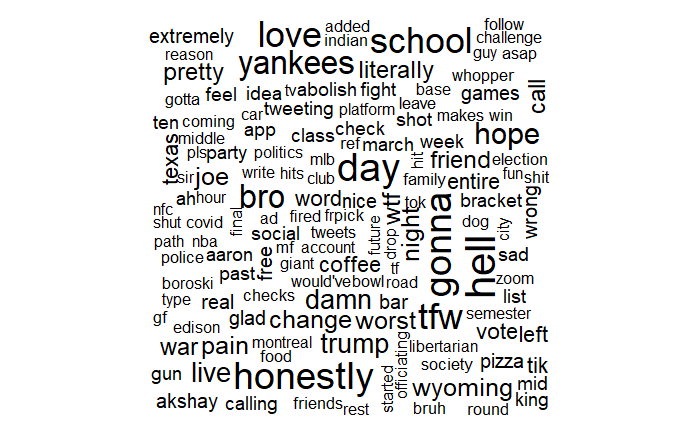 extremely love added indian school follow challenge
reason yankees literally guy asap
pretty whopper
gotta feel idea tv abolish fight base games call
ten coming car tweeting platform leave shot makes win
middle app class check hope
texas pls party politics ref march week
sir joe write hits mlb club day hit friend election
family entire fun shit
ah hour bro word nice wtf tok bracket wrong
nfc final ad fired fr pick night gonna hell dog city
shut covid social tweets future drop
path nba mf account
police aaron free giant coffee tf sad
boroski past would've bowl road zoom
type real checks damn bar list
gf glad change worst tfw semester
edison vote left
war pain montreal trump libertarian
food society pizza tik
gun live honestly started officiating wyoming mid
akshay calling friends rest bruh round king